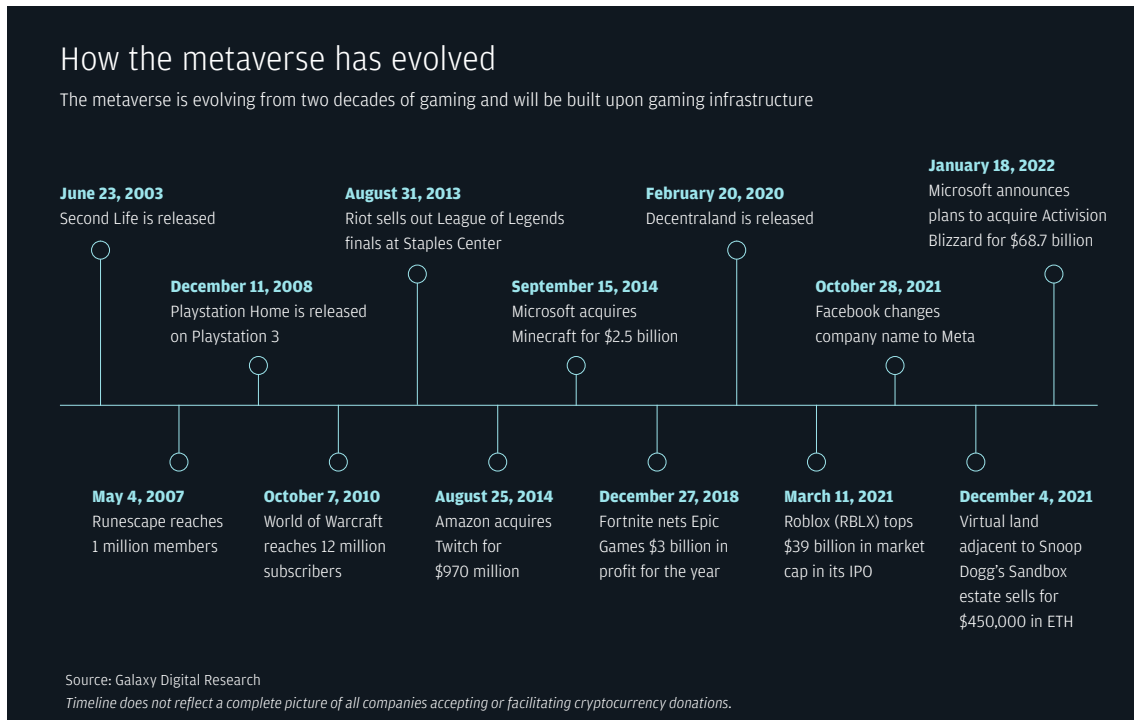 How the metaverse has evolved
The metaverse is evolving from two decades of gaming and will be built upon gaming infrastructure
June 23, 2003
Second Life is released
December 11, 2008
Playstation Home is released
on Playstation 3
August 31, 2013
Riot sells out League of Legends
finals at Staples Center
September 15, 2014
Microsoft acquires
Minecraft for $2.5 billion
February 20, 2020
Decentraland is released
October 28, 2021
Facebook changes
company name to Meta
January 18, 2022
Microsoft announces
plans to acquire Activision
Blizzard for $68.7 billion
May 4, 2007
Runescape reaches
1 million members
October 7, 2010
World of Warcraft
reaches 12 million
subscribers
August 25, 2014
Amazon acquires
Twitch for
$970 million
December 27, 2018
Fortnite nets Epic
Games $3 billion in
profit for the year
March 11, 2021
Roblox (RBLX) tops
$39 billion in market
cap in its IPO
December 4, 2021
Virtual land
adjacent to Snoop
Dogg's Sandbox
estate sells for
$450,000 in ETH
Source: Galaxy Digital Research
Timeline does not reflect a complete picture of all companies accepting or facilitating cryptocurrency donations.